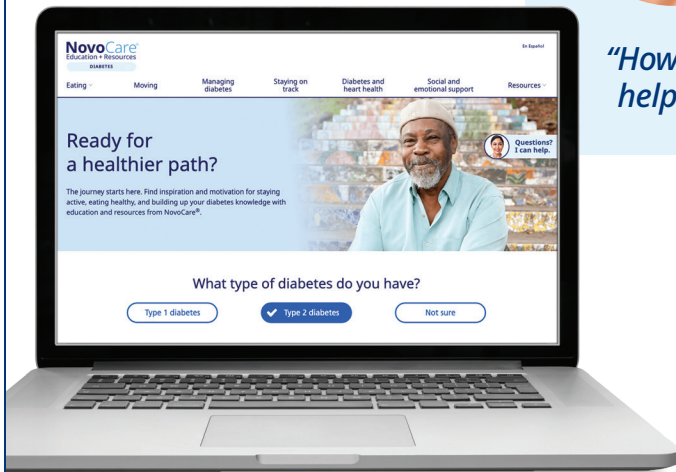 NovoCare®
Education + Resources
DIABETES
En Español
Eating
Moving
Managing
diabetes
Staying on
track
Diabetes and
heart health
Social and
emotional support
Resources
Ready for
a healthier path?
The journey starts here. Find inspiration and motivation for staying
active, eating healthy, and building up your diabetes knowledge with
education and resources from NovoCare®.
Questions?
I can help.
What type of diabetes do you have?
Type 1 diabetes
Type 2 diabetes
Not sure
“How
help